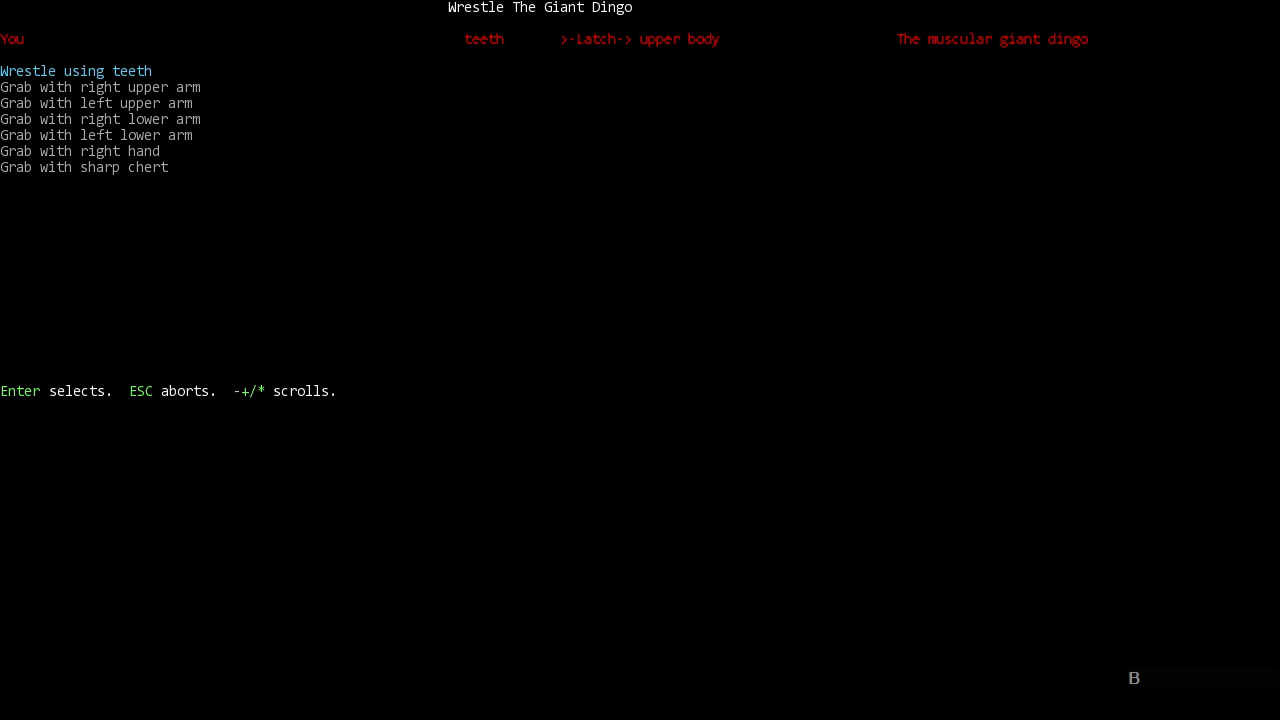 Wrestle The Giant Dingo
You teeth >-Latch-> upper body The muscular giant dingo
Wrestle using teeth
Grab with right upper arm
Grab with left upper arm
Grab with right lower arm
Grab with left lower arm
Grab with right hand
Grab with sharp chert
Enter selects. ESC aborts. -+/* scrolls.
B